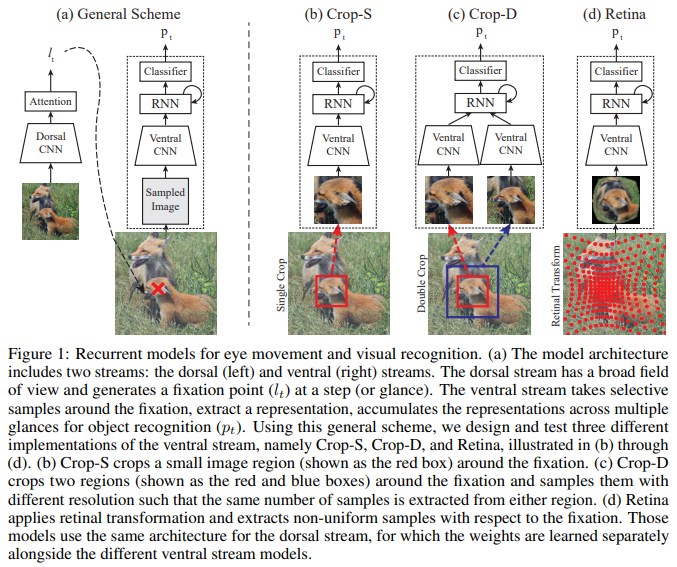 (a) General Scheme
(b) Crop-S
(c) Crop-D
(d) Retina
l_t
p_t
p_t
p_t
p_t
Classifier
Classifier
Classifier
Classifier
Attention
RNN
RNN
RNN
RNN
Dorsal
CNN
Ventral
CNN
Ventral
CNN
Ventral
CNN
Ventral
CNN
Ventral
CNN
Sampled
Image
Single Crop
Double Crop
Retinal Transform
Figure 1: Recurrent models for eye movement and visual recognition. (a) The model architecture
includes two streams: the dorsal (left) and ventral (right) streams. The dorsal stream has a broad field
of view and generates a fixation point (l_t) at a step (or glance). The ventral stream takes selective
samples around the fixation, extract a representation, accumulates the representations across multiple
glances for object recognition (p_t). Using this general scheme, we design and test three different
implementations of the ventral stream, namely Crop-S, Crop-D, and Retina, illustrated in (b) through
(d). (b) Crop-S crops a small image region (shown as the red box) around the fixation. (c) Crop-D
crops two regions (shown as the red and blue boxes) around the fixation and samples them with
different resolution such that the same number of samples is extracted from either region. (d) Retina
applies retinal transformation and extracts non-uniform samples with respect to the fixation. Those
models use the same architecture for the dorsal stream, for which the weights are learned separately
alongside the different ventral stream models.